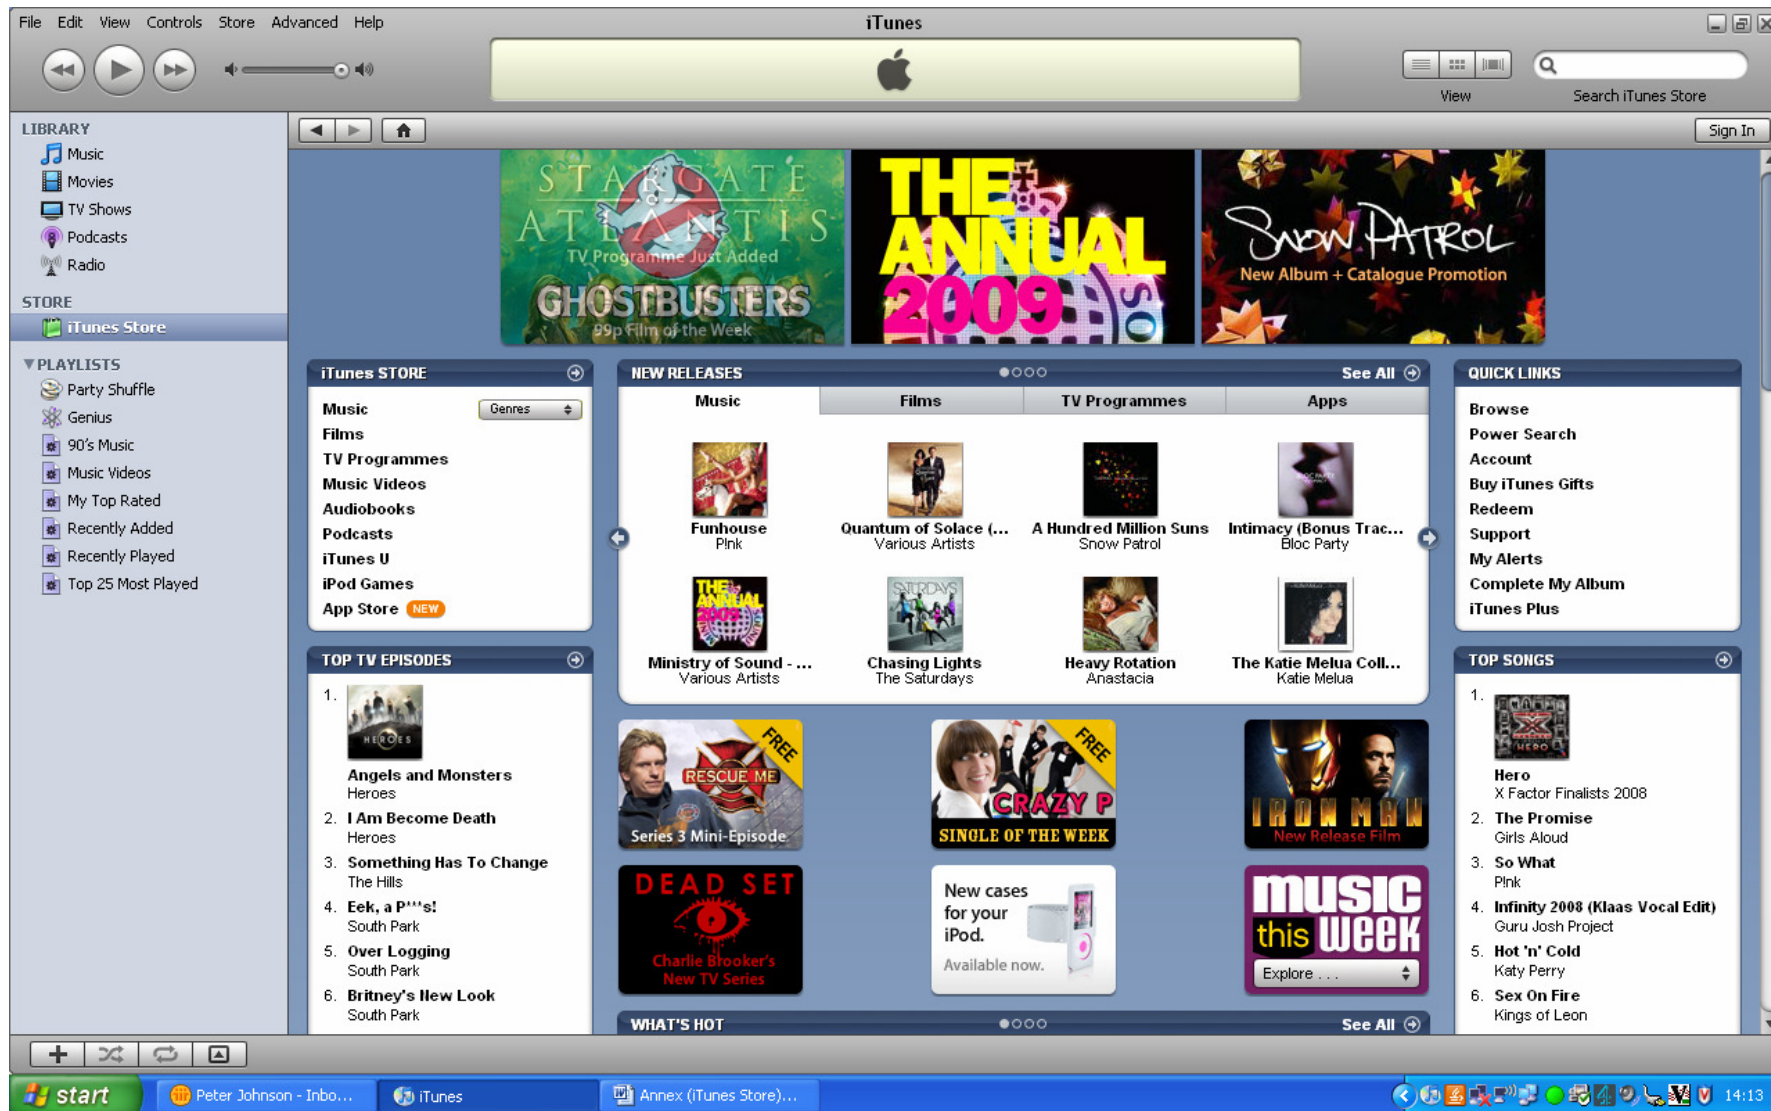 File Edit View Controls Store Advanced Help
iTunes
View
Search iTunes Store
LIBRARY
Music
Movies
TV Shows
Podcasts
Radio
STORE
iTunes Store
PLAYLISTS
Party Shuffle
Genius
90's Music
Music Videos
My Top Rated
Recently Added
Recently Played
Top 25 Most Played
Sign In
STARGATE
ATLANTIS
TV Programme Just Added
GHOSTBUSTERS
99p Film of the Week
THE
ANNUAL
2009
SO
SNOW PATROL
New Album + Catalogue Promotion
iTunes STORE
Music Genres
Films
TV Programmes
Music Videos
Audiobooks
Podcasts
iTunes U
iPod Games
App Store NEW
TOP TV EPISODES
1.
HEROES
Angels and Monsters
Heroes
2. I Am Become Death
Heroes
3. Something Has To Change
The Hills
4. Eek, a P***s!
South Park
5. Over Logging
South Park
6. Britney's New Look
South Park
NEW RELEASES See All
Music Films TV Programmes Apps
Funhouse
P!nk
Quantum of Solace (...
Various Artists
A Hundred Million Suns
Snow Patrol
BLOC PARTY
Intimacy (Bonus Trac...
Bloc Party
THE
ANNUAL
2009
Ministry of Sound - ...
Various Artists
SATURDAYS
Chasing Lights
The Saturdays
Heavy Rotation
Anastacia
The Katie Melua Coll...
Katie Melua
FREE
RESCUE ME
Series 3 Mini-Episode
FREE
CRAZY P
SINGLE OF THE WEEK
IRON MAN
New Release Film
DEAD SET
Charlie Brooker's
New TV Series
New cases
for your
iPod.
Available now.
music
this week
Explore . . .
WHAT'S HOT See All
QUICK LINKS
Browse
Power Search
Account
Buy iTunes Gifts
Redeem
Support
My Alerts
Complete My Album
iTunes Plus
TOP SONGS
1.
HERO
Hero
X Factor Finalists 2008
2. The Promise
Girls Aloud
3. So What
P!nk
4. Infinity 2008 (Klaas Vocal Edit)
Guru Josh Project
5. Hot 'n' Cold
Katy Perry
6. Sex On Fire
Kings of Leon
start
Peter Johnson - Inbo...
iTunes
Annex (iTunes Store)...
14:13